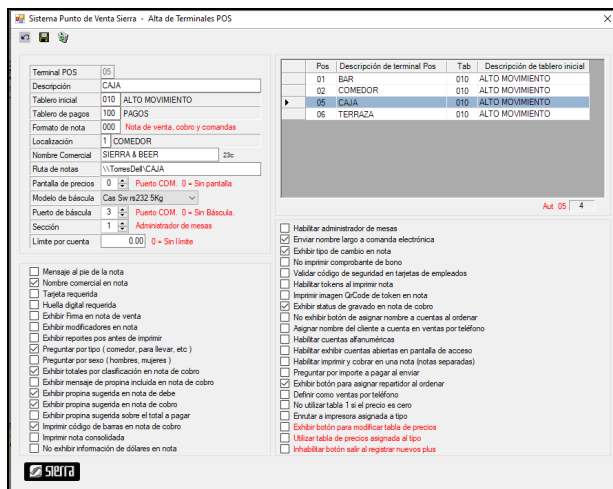 Sistema Punto de Venta Sierra - Alta de Terminales POS
Terminal POS 05
Descripción CAJA
Tablero inicial 010 ALTO MOVIMIENTO
Tablero de pagos 100 PAGOS
Formato de nota 000 Nota de venta, cobro y comandas
Localización 1 COMEDOR
Nombre Comercial SIERRA & BEER 23c
Ruta de notas \\TorresDell\CAJA
Pantalla de precios 0 Puerto COM. 0 = Sin pantalla
Modelo de báscula Cas Sw rs232 5Kg
Puerto de báscula 3 Puerto COM. 0 = Sin Báscula.
Sección 1 Administrador de mesas
Límite por cuenta 0.00 0 = Sin límite
Mensaje al pie de la nota
Nombre comercial en nota
Tarjeta requerida
Huella digital requerida
Exhibir Firma en nota de venta
Exhibir modificadores en nota
Exhibir reportes pos antes de imprimir
Preguntar por tipo ( comedor, para llevar, etc )
Preguntar por sexo ( hombres, mujeres )
Exhibir totales por clasificación en nota de cobro
Exhibir mensaje de propina incluida en nota de cobro
Exhibir propina sugerida en nota de debe
Exhibir propina sugerida en nota de cobro
Exhibir propina sugerida sobre el total a pagar
Imprimir código de barras en nota de cobro
Imprimir nota consolidada
No exhibir información de dólares en nota
sierra
Pos Descripción de terminal Pos Tab Descripción de tablero inicial
01 BAR 010 ALTO MOVIMIENTO
02 COMEDOR 010 ALTO MOVIMIENTO
05 CAJA 010 ALTO MOVIMIENTO
06 TERRAZA 010 ALTO MOVIMIENTO
Aut 05 4
Habilitar administrador de mesas
Enviar nombre largo a comanda electrónica
Exhibir tipo de cambio en nota
No imprimir comprobante de bono
Validar código de seguridad en tarjetas de empleados
Habilitar tokens al imprimir nota
Imprimir imagen QrCode de token en nota
Exhibir status de gravado en nota de cobro
No exhibir botón de asignar nombre a cuentas al ordenar
Asignar nombre del cliente a cuenta en ventas por teléfono
Habilitar cuentas alfanuméricas
Habilitar exhibir cuentas abiertas en pantalla de acceso
Habilitar imprimir y cobrar en una nota (notas separadas)
Preguntar por importe a pagar al enviar
Exhibir botón para asignar repartidor al ordenar
Definir como ventas por teléfono
No utilizar tabla 1 si el precio es cero
Enrutar a impresora asignada a tipo
Exhibir botón para modificar tabla de precios
Utilizar tabla de precios asignada al tipo
Inhabilitar botón salir al registrar nuevos plus